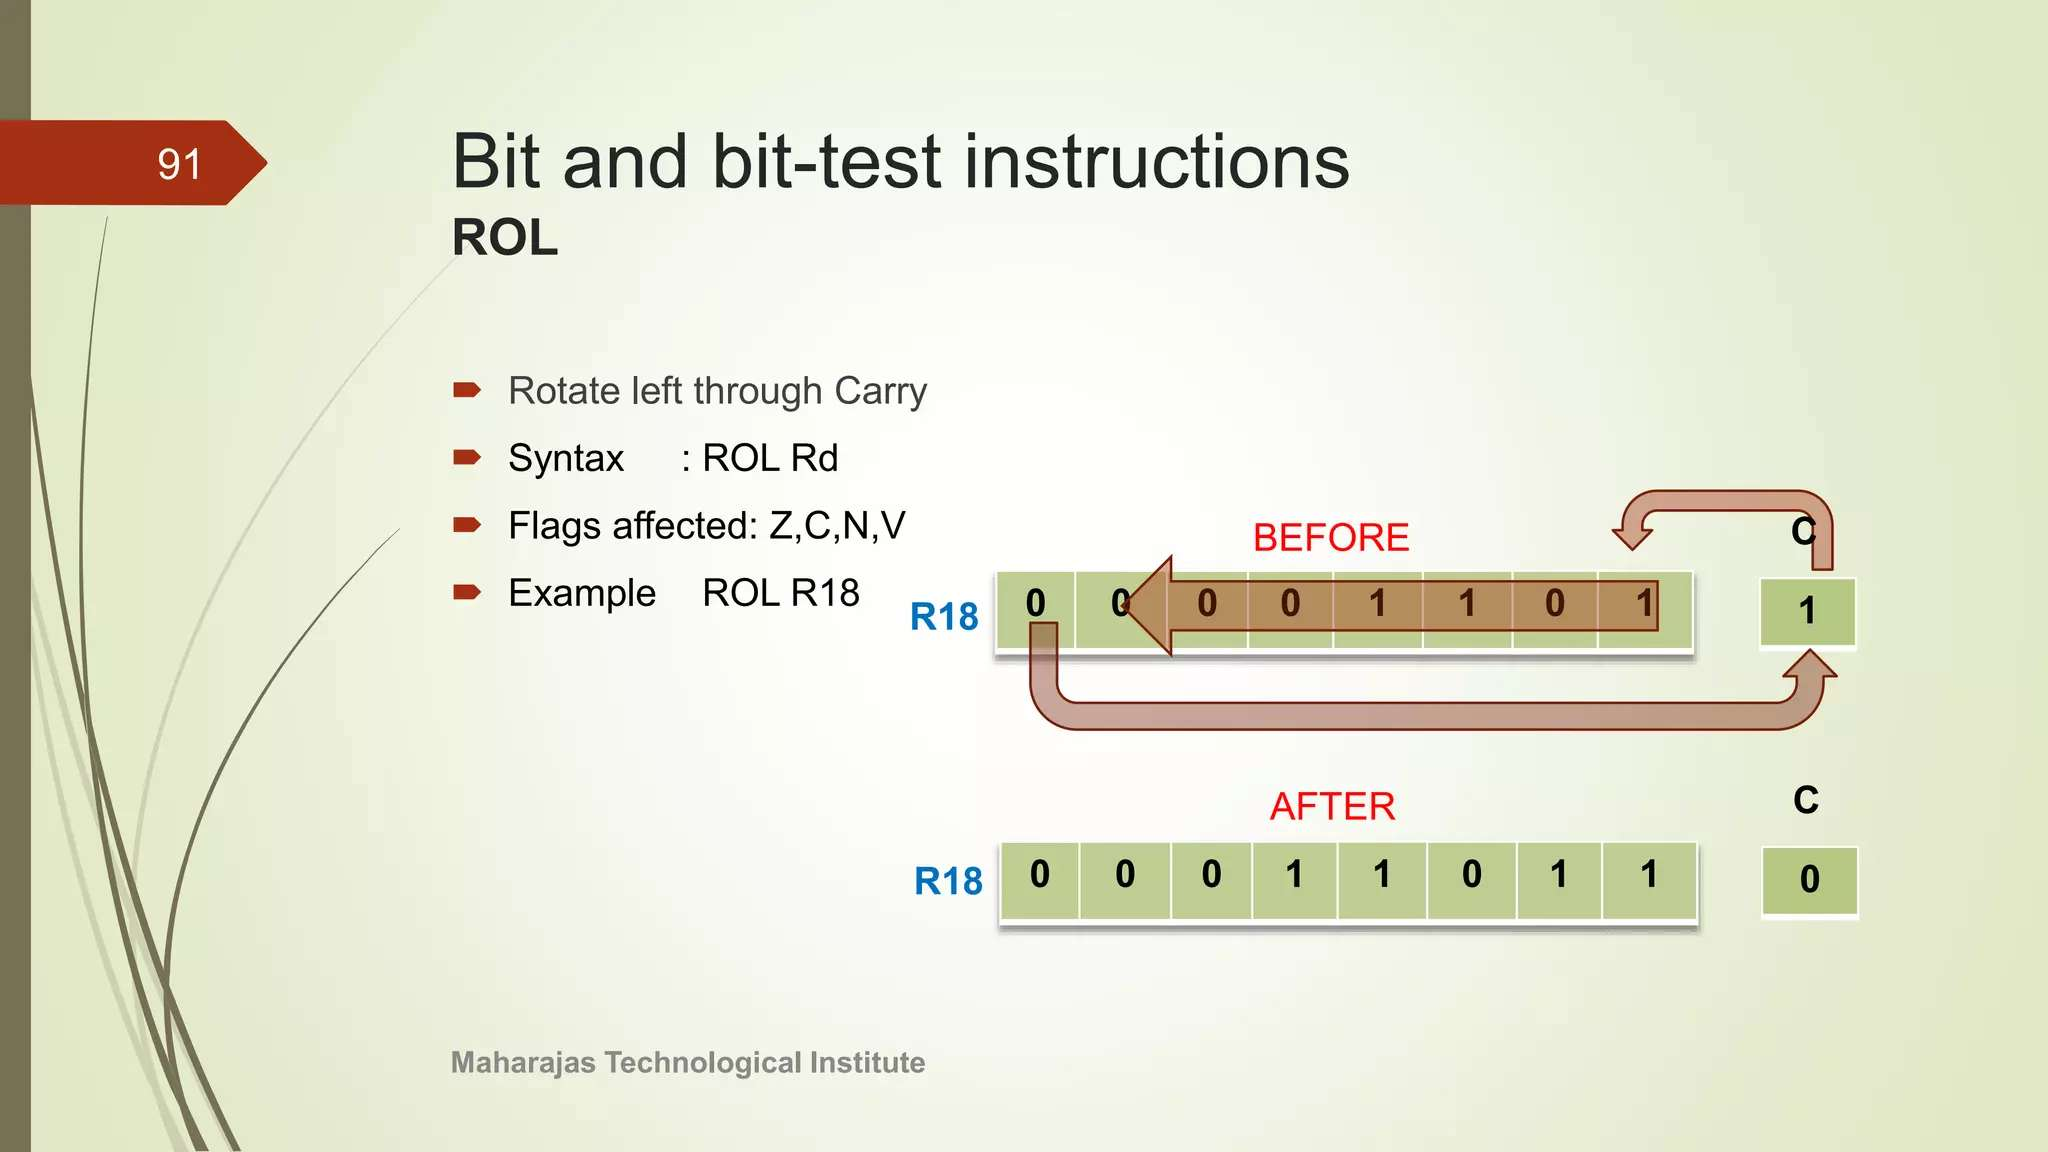 91
Bit and bit-test instructions
ROL
Rotate left through Carry
Syntax : ROL Rd
Flags affected: Z,C,N,V
Example ROL R18
BEFORE C
R18 0 0 0 0 1 1 0 1 1
AFTER C
R18 0 0 0 1 1 0 1 1 0
Maharajas Technological Institute